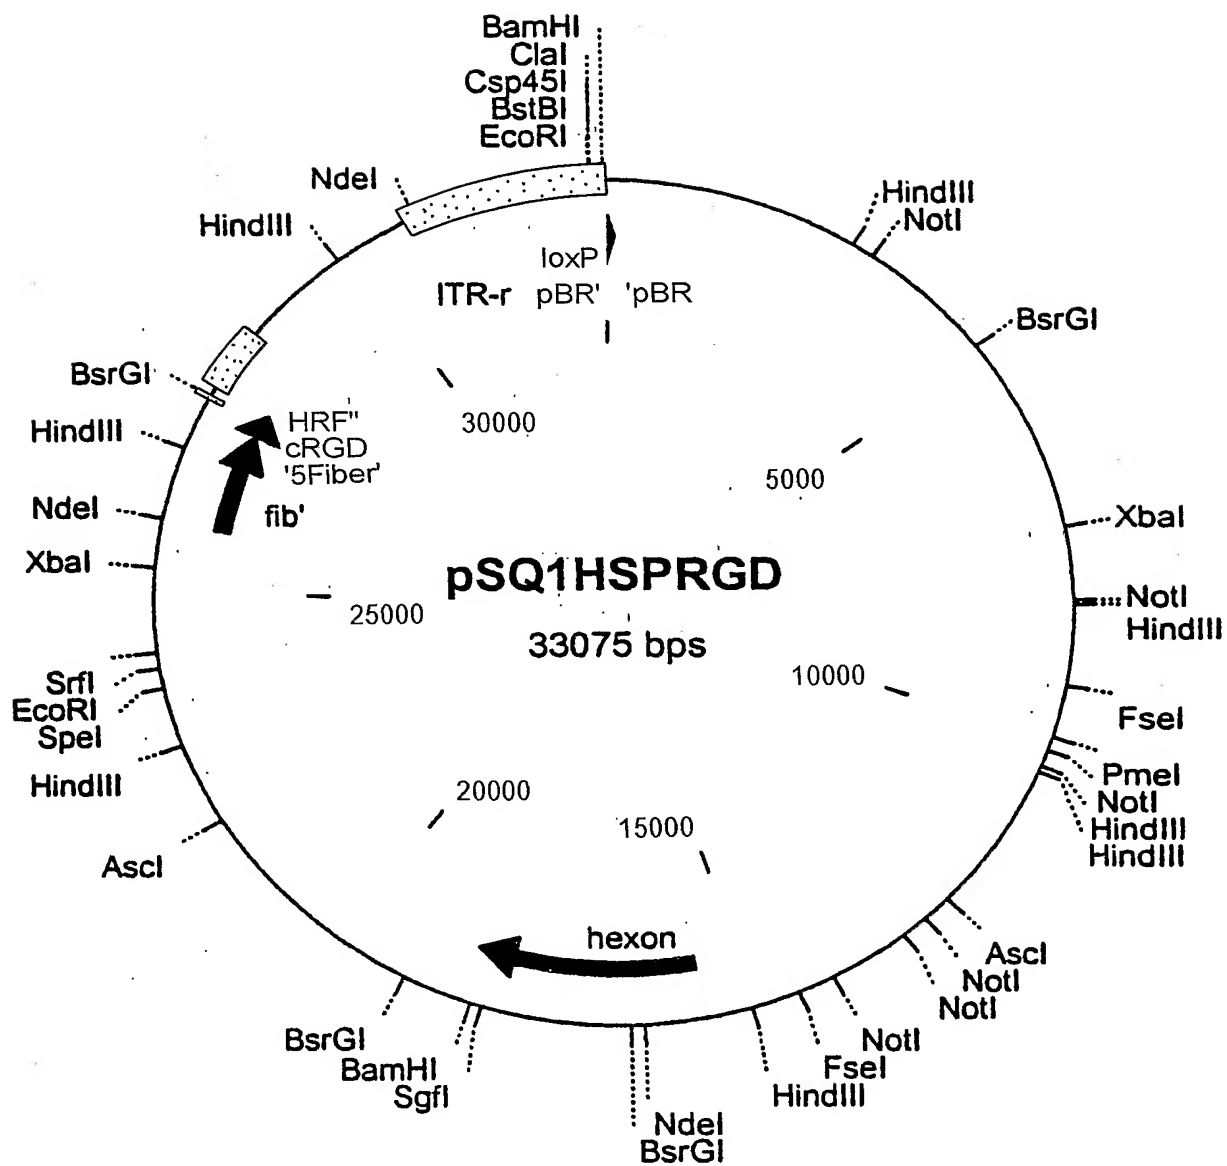 BamHI
ClaI
Csp45I
BstBI
EcoRI
NdeI
HindIII
HindIII
NotI
loxP
ITR-r pBR' 'pBR
BsrGI
BsrGI
HindIII
HRF"
cRGD
'5Fiber'
fib'
30000
5000
NdeI
XbaI
XbaI
pSQ1HSPRGD
33075 bps
25000
NotI
HindIII
10000
SrfI
EcoRI
SpeI
HindIII
FseI
PmeI
NotI
HindIII
HindIII
20000
15000
AscI
hexon
AscI
NotI
NotI
BsrGI
BamHI
SgfI
NotI
FseI
HindIII
NdeI
BsrGI